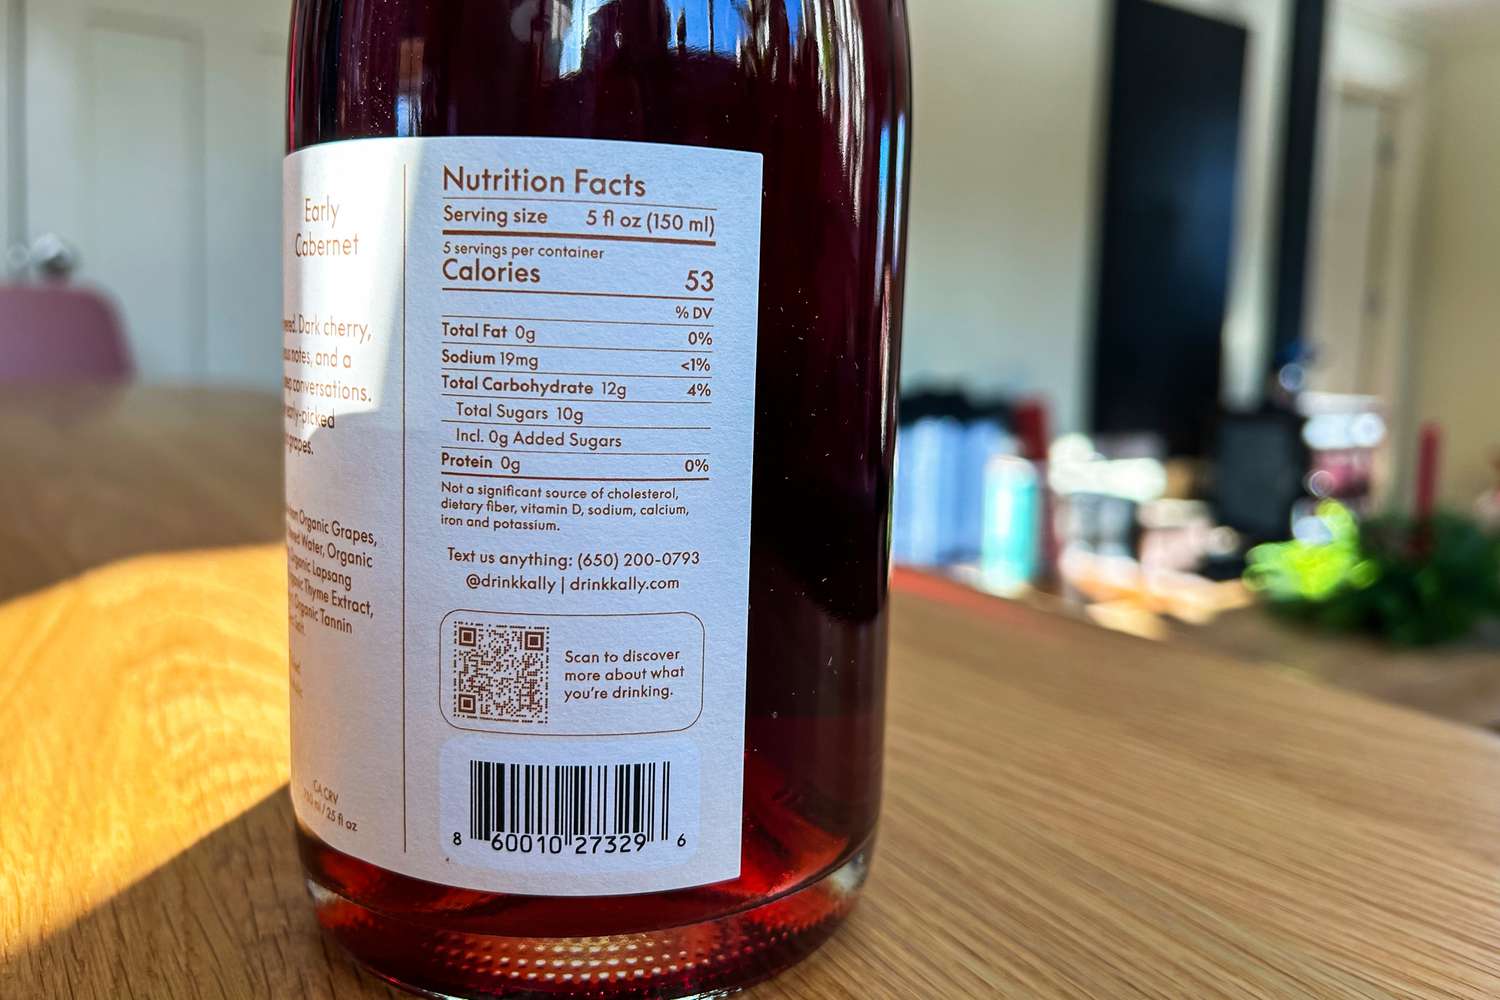 Early
Cabernet
Dark cherry,
notes, and a
conversations.
early-picked
grapes.
Organic Grapes,
Water, Organic
Organic Lapsang
Organic Thyme Extract,
Organic Tannin
CA CRV
750 ml / 25 fl oz
Nutrition Facts
Serving size 5 fl oz (150 ml)
5 servings per container
Calories 53
% DV
Total Fat 0g 0%
Sodium 19mg <1%
Total Carbohydrate 12g 4%
Total Sugars 10g
Incl. 0g Added Sugars
Protein 0g 0%
Not a significant source of cholesterol,
dietary fiber, vitamin D, sodium, calcium,
iron and potassium.
Text us anything: (650) 200-0793
@drinkkally | drinkkally.com
Scan to discover
more about what
you're drinking.
8 60010 27329 6